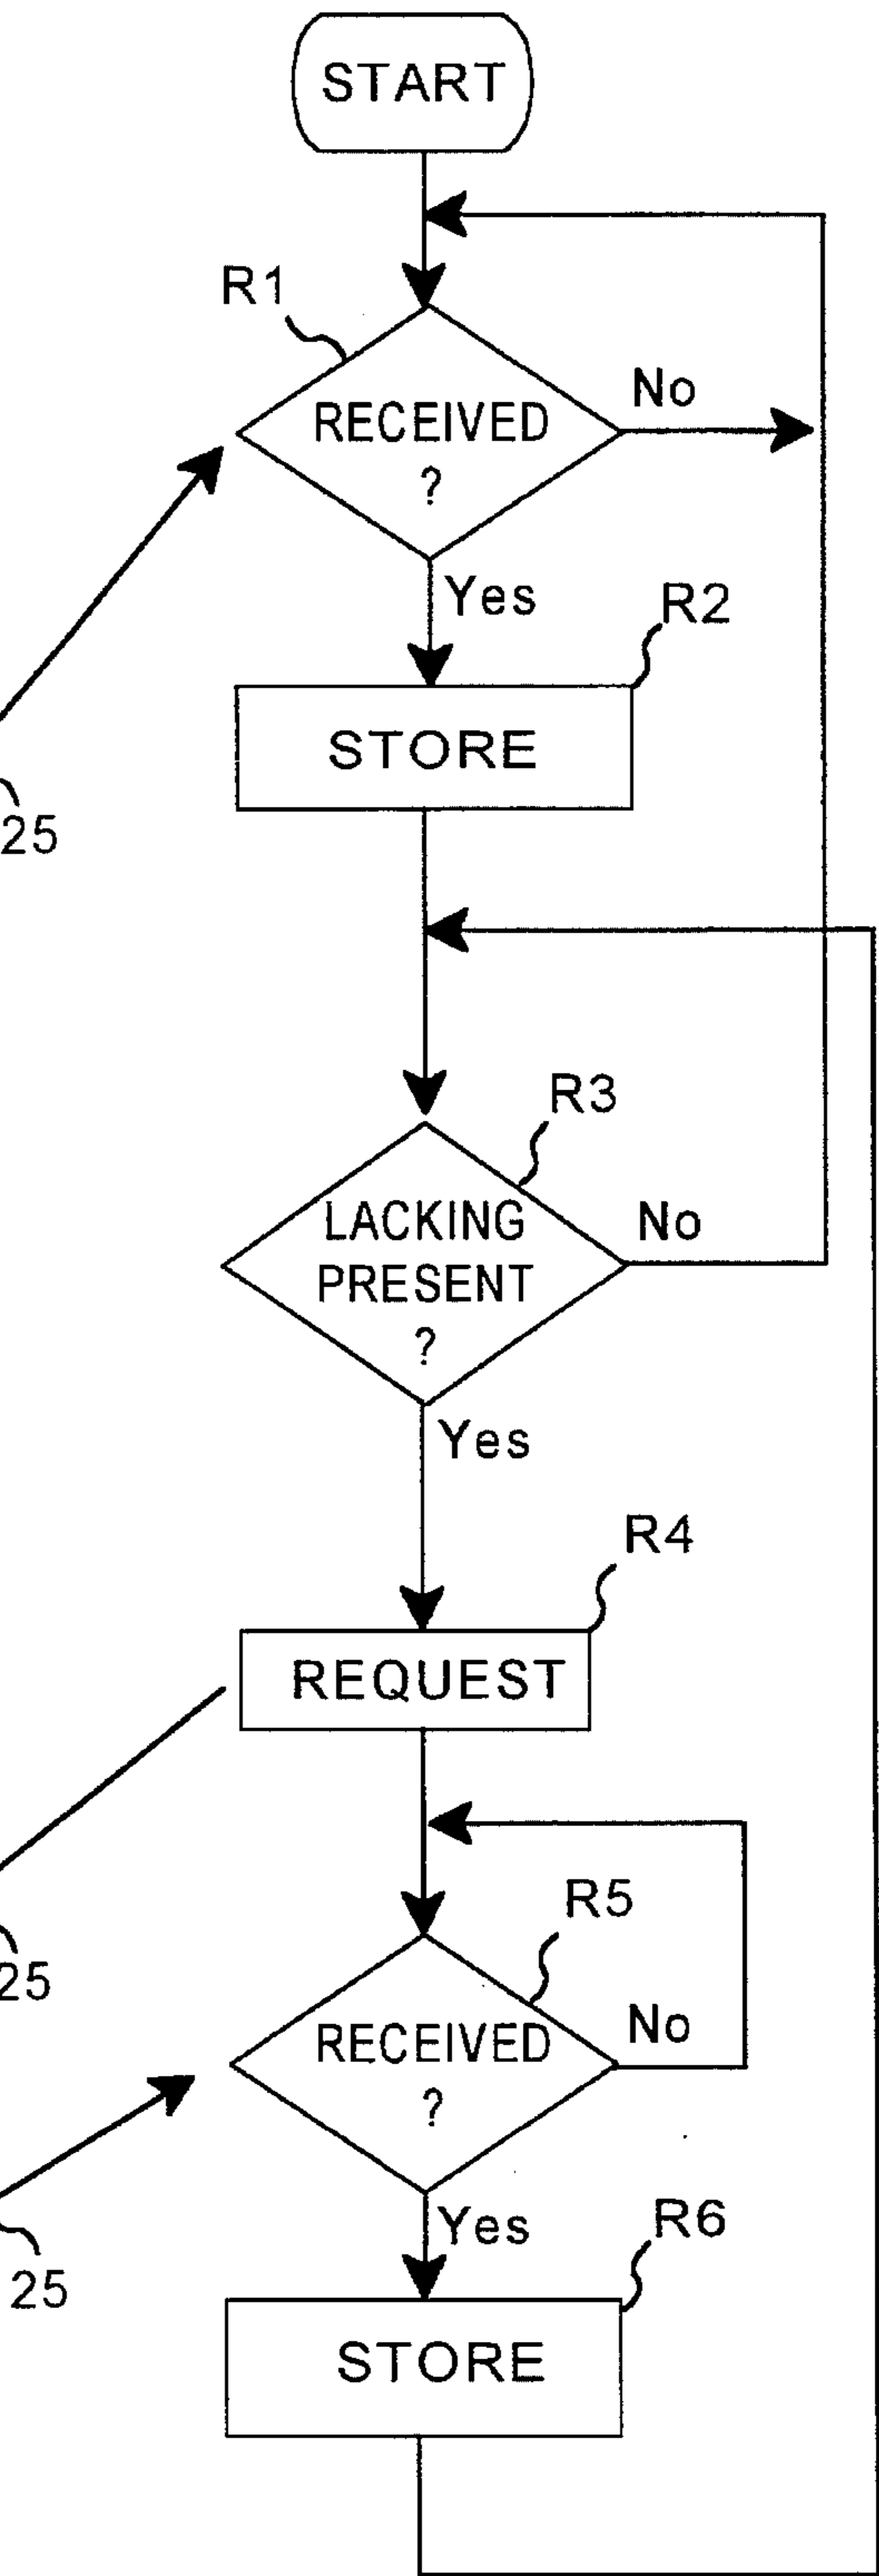 START
R1
RECEIVED
?
No
Yes
R2
STORE
25
R3
LACKING
PRESENT
?
No
Yes
R4
REQUEST
R5
25
RECEIVED
?
No
Yes
R6
25
STORE